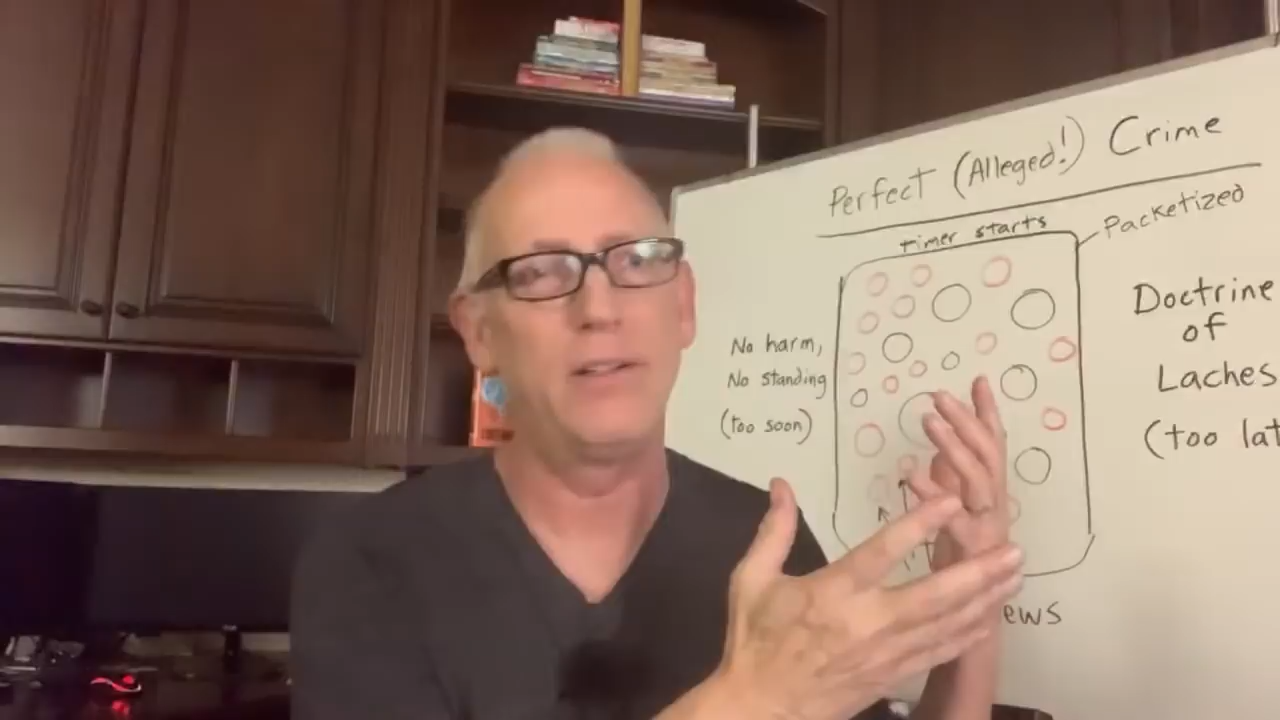 Perfect (Alleged!) Crime
timer starts
Packetized
No harm,
No standing
(too soon)
Doctrine
of
Laches
(too lat
ews